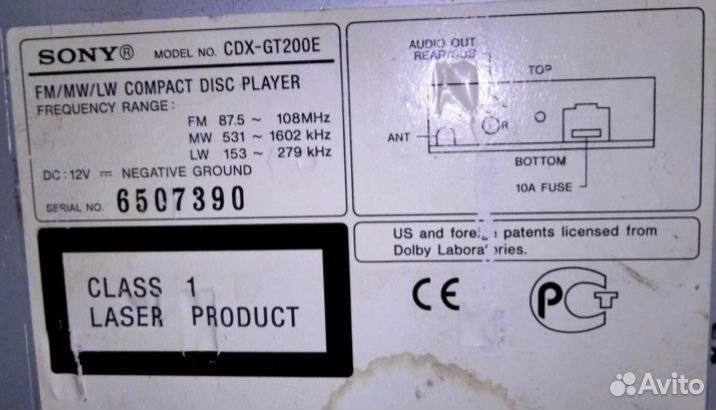 SONY® MODEL NO. CDX-GT200E
FM/MW/LW COMPACT DISC PLAYER
FREQUENCY RANGE:
FM 87.5 ~ 108MHz
MW 531 ~ 1602 kHz
LW 153 ~ 279 kHz
DC: 12V ⎓ NEGATIVE GROUND
SERIAL NO. 6507390
AUDIO OUT
REAR/SUB
TOP
L
R
ANT
BOTTOM
10A FUSE
US and foreign patents licensed from
Dolby Laboratories.
CLASS 1
LASER PRODUCT
CE
PCT
Avito